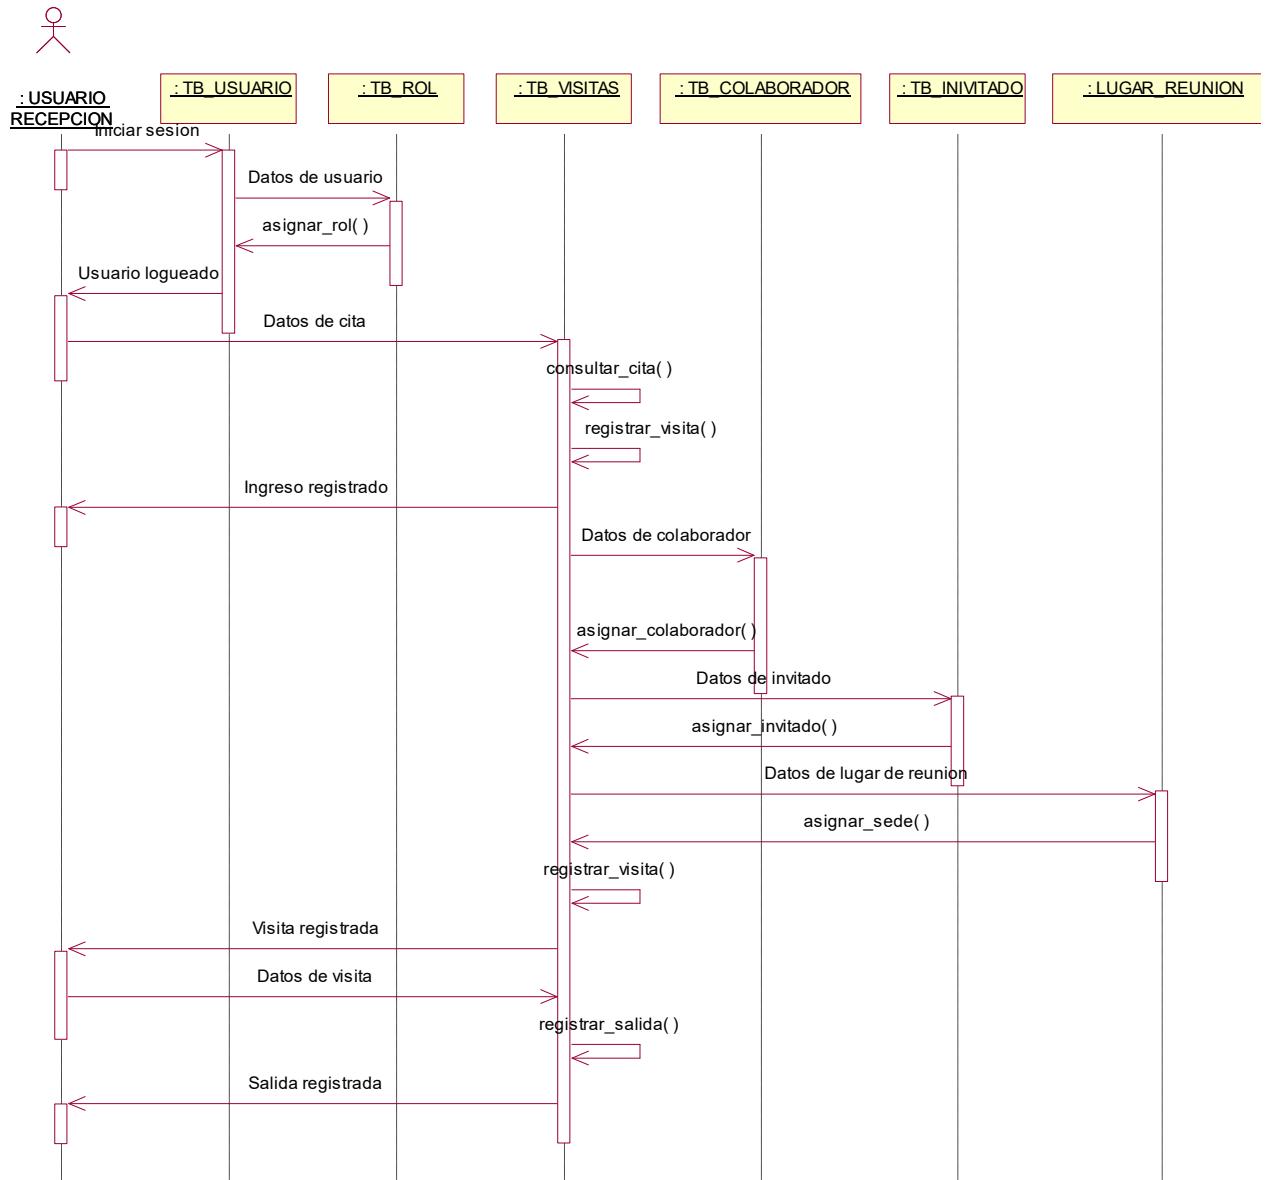 : USUARIO
RECEPCION
: TB_USUARIO
: TB_ROL
: TB_VISITAS
: TB_COLABORADOR
: TB_INIVITADO
: LUGAR_REUNION
Iniciar sesion
Datos de usuario
asignar_rol( )
Usuario logueado
Datos de cita
consultar_cita( )
registrar_visita( )
Ingreso registrado
Datos de colaborador
asignar_colaborador( )
Datos de invitado
asignar_invitado( )
Datos de lugar de reunion
asignar_sede( )
registrar_visita( )
Visita registrada
Datos de visita
registrar_salida( )
Salida registrada